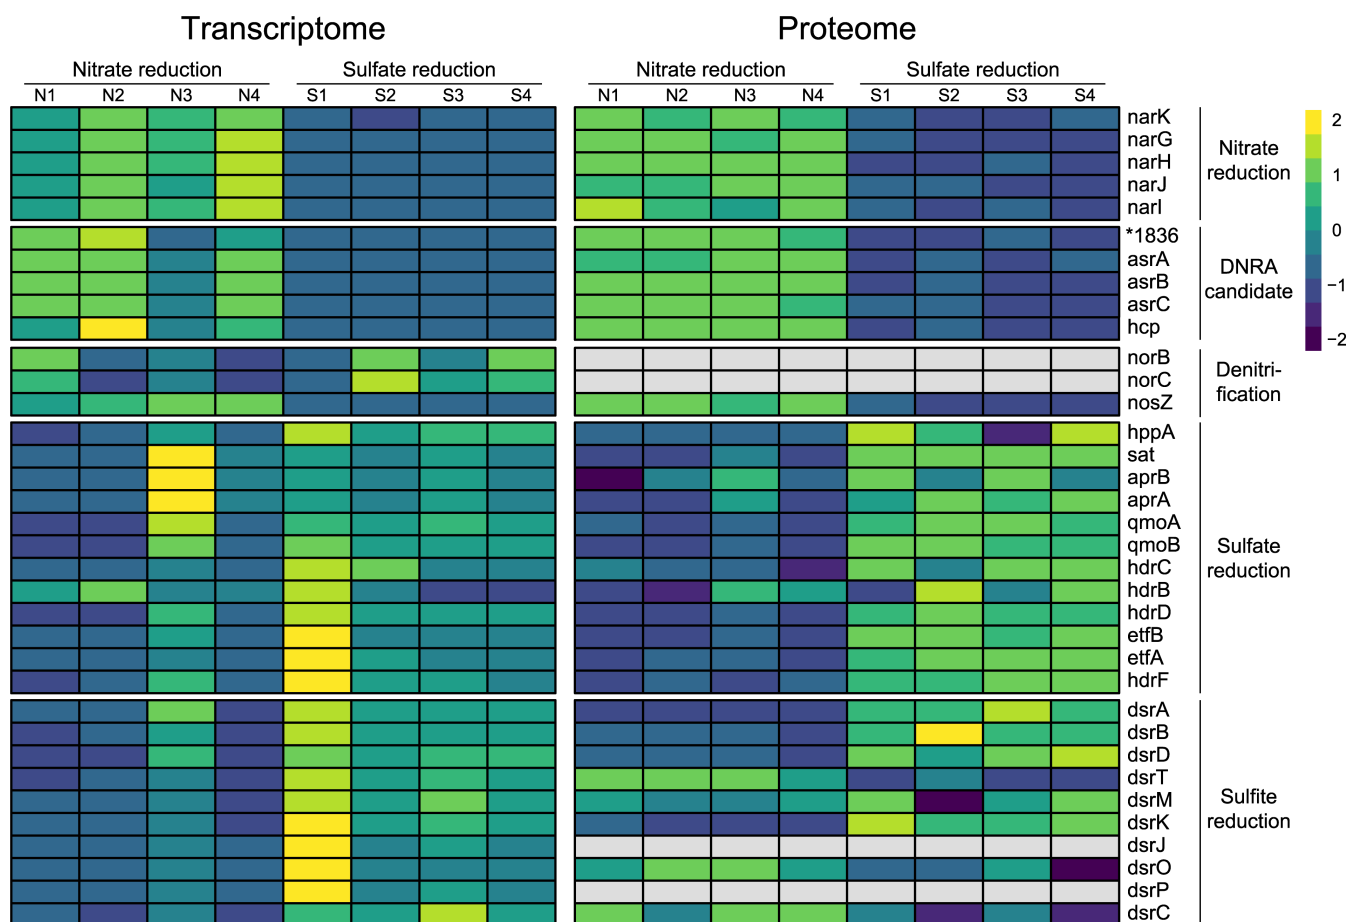 Transcriptome Proteome
Nitrate reduction Sulfate reduction Nitrate reduction Sulfate reduction
N1 N2 N3 N4 S1 S2 S3 S4 N1 N2 N3 N4 S1 S2 S3 S4
narK
narG
narH
narJ
narI
Nitrate
reduction
*1836
asrA
asrB
asrC
hcp
DNRA
candidate
norB
norC
nosZ
Denitri-
fication
hppA
sat
aprB
aprA
qmoA
qmoB
hdrC
hdrB
hdrD
etfB
etfA
hdrF
Sulfate
reduction
dsrA
dsrB
dsrD
dsrT
dsrM
dsrK
dsrJ
dsrO
dsrP
dsrC
Sulfite
reduction
2
1
0
−1
−2